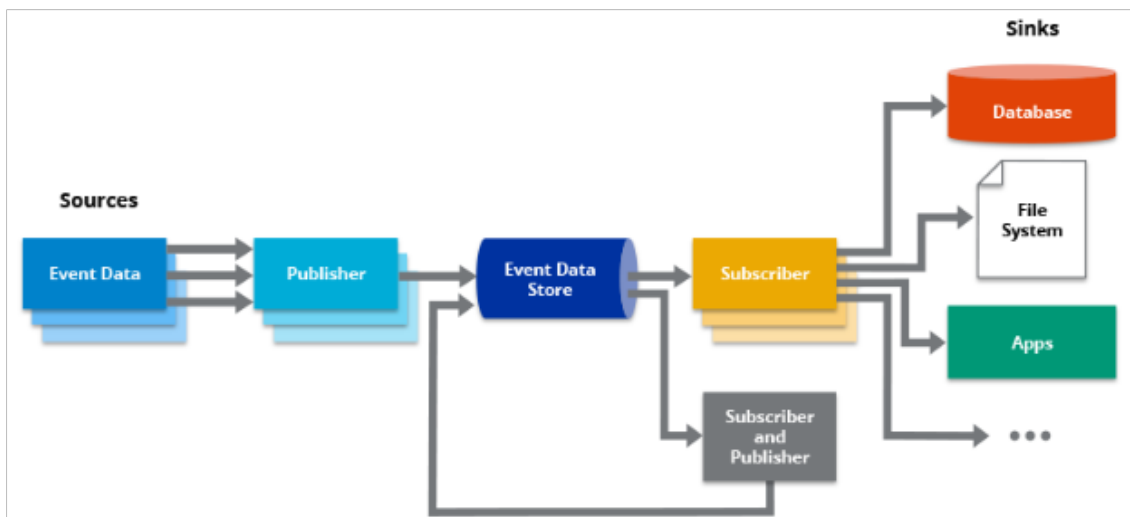 Sinks
Database
Sources
File
System
Event Data
Publisher
Event Data
Store
Subscriber
Apps
Subscriber
and
Publisher
•••